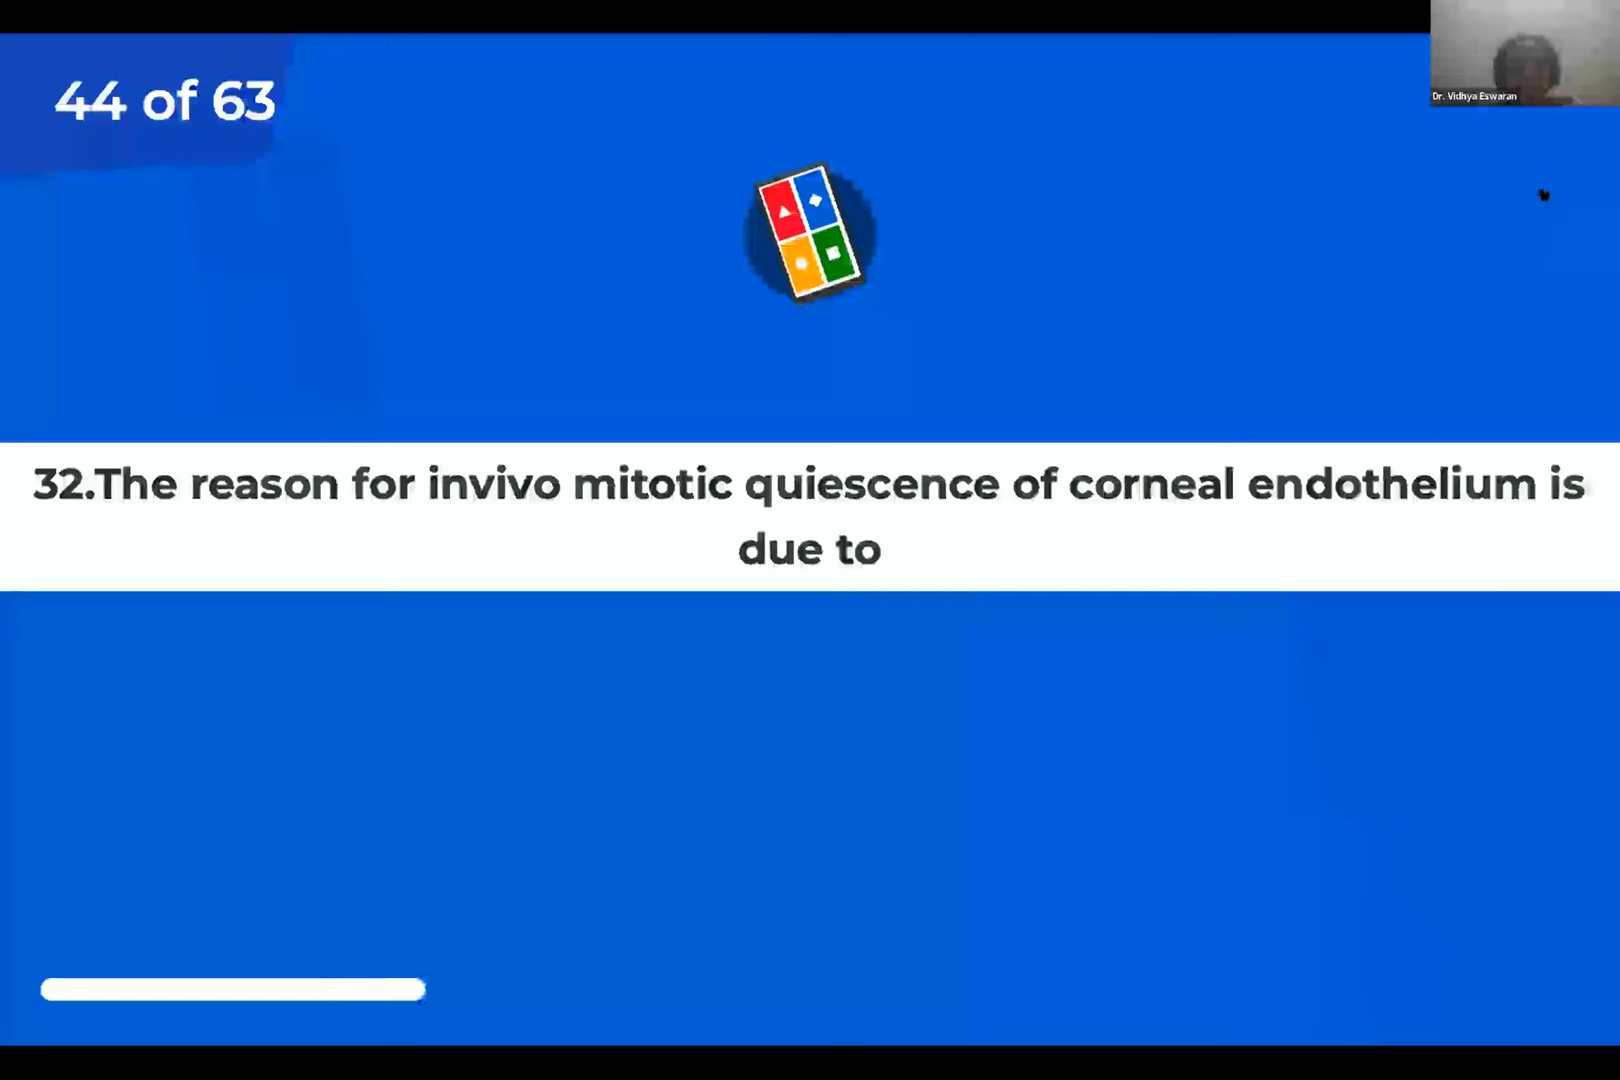 44 of 63
Dr. Vidhya Eswaran
32.The reason for invivo mitotic quiescence of corneal endothelium is
due to